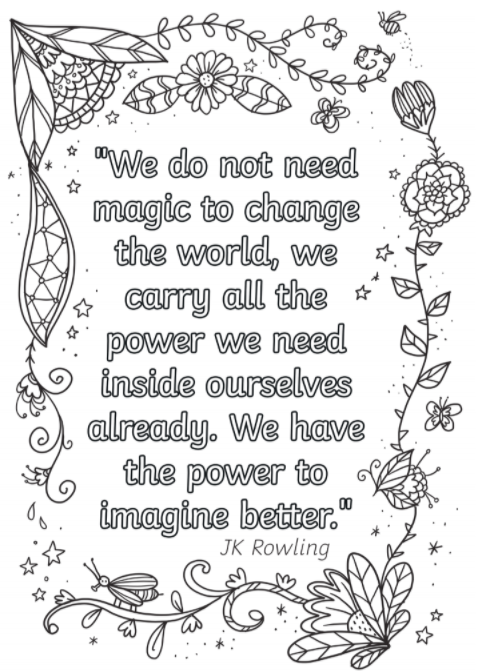 "We do not need
magic to change
the world, we
carry all the
power we need
inside ourselves
already. We have
the power to
imagine better."
JK Rowling